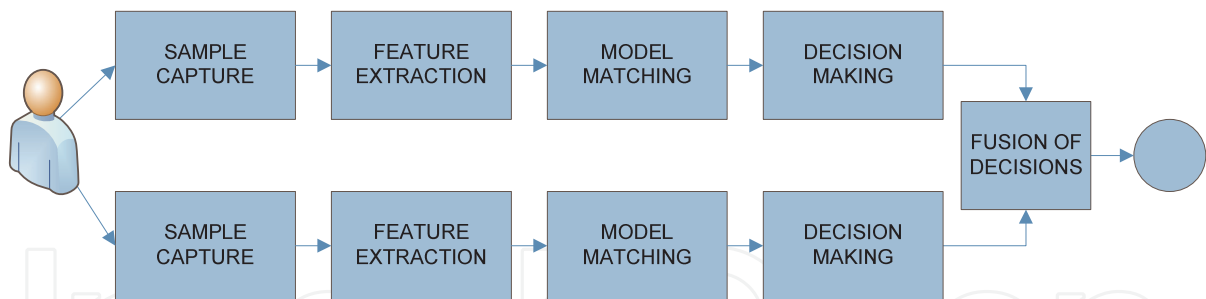 SAMPLE
CAPTURE
FEATURE
EXTRACTION
MODEL
MATCHING
DECISION
MAKING
FUSION OF
DECISIONS
SAMPLE
CAPTURE
FEATURE
EXTRACTION
MODEL
MATCHING
DECISION
MAKING